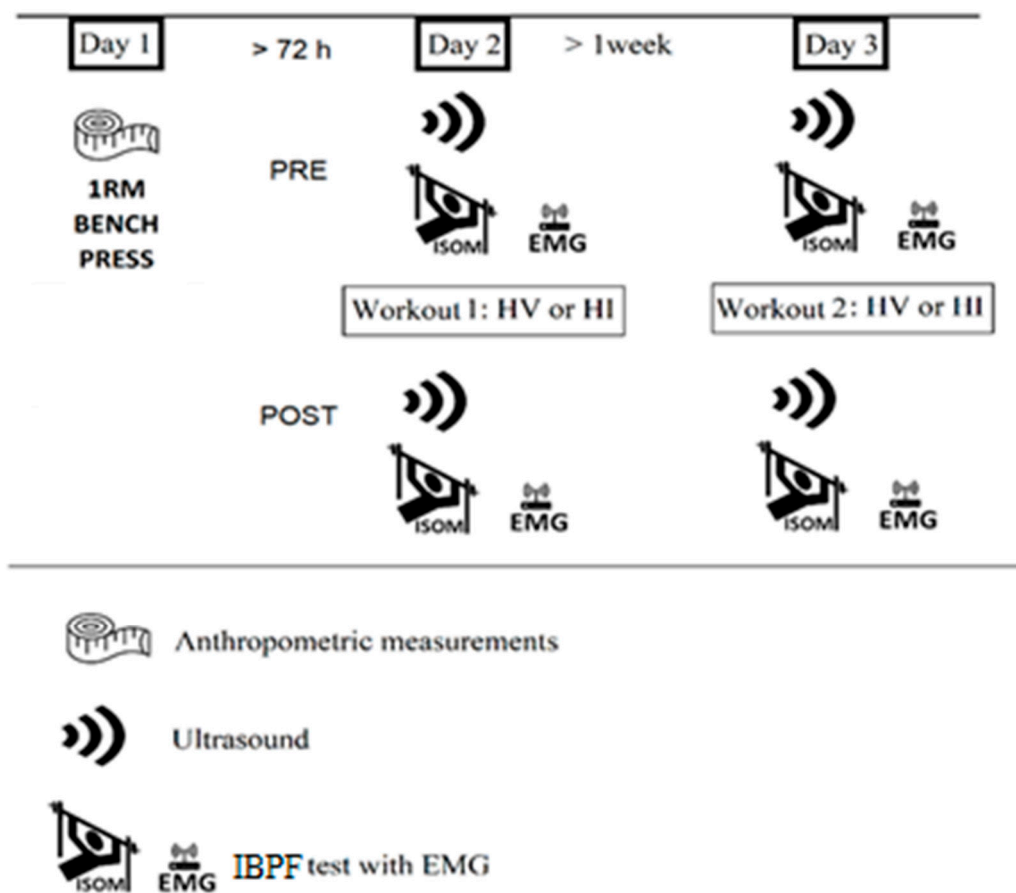 Day 1 > 72 h Day 2 > 1week Day 3
PRE
1RM
BENCH
PRESS
ISOM EMG ISOM EMG
Workout 1: HV or HI Workout 2: HV or HI
POST
ISOM EMG ISOM EMG
Anthropometric measurements
Ultrasound
ISOM EMG IBPF test with EMG